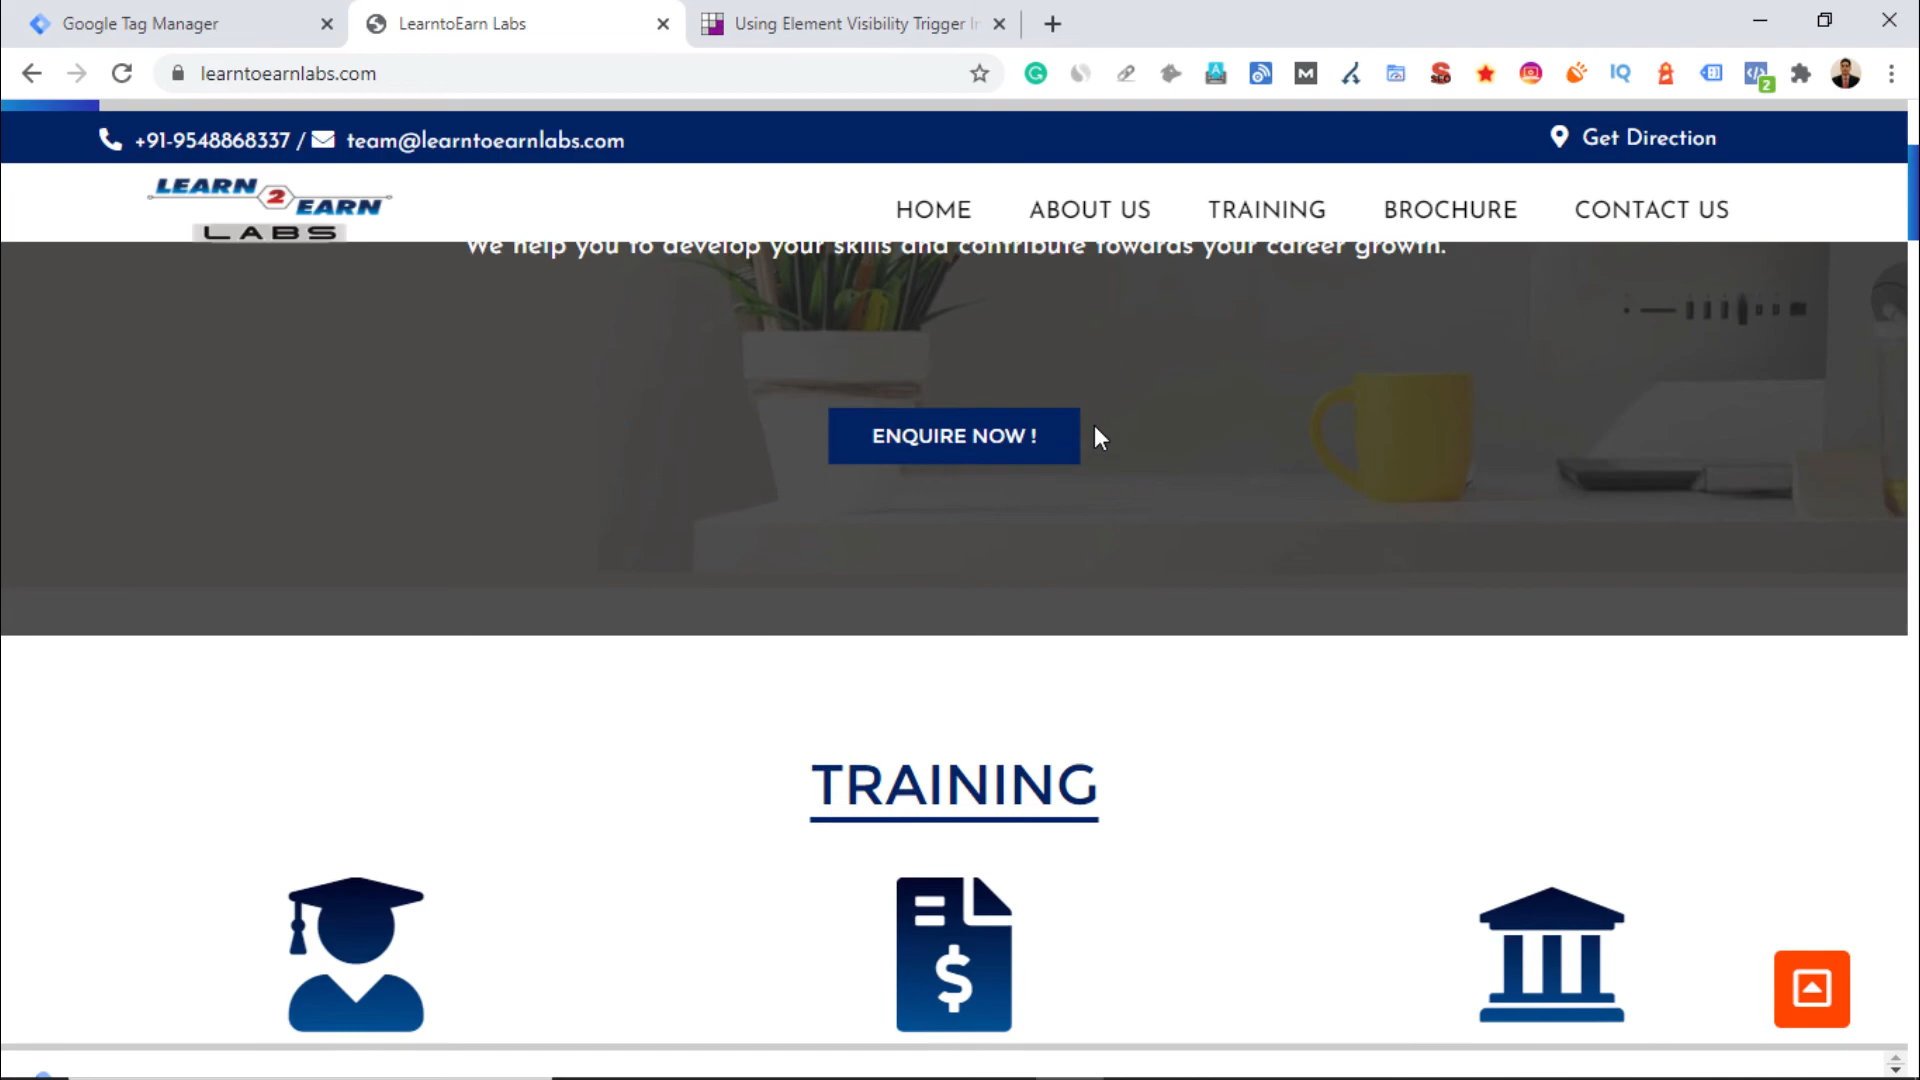 Google Tag Manager
LearntoEarn Labs
Using Element Visibility Trigger In
learntoearnlabs.com
2
+91-9548868337 / team@learntoearnlabs.com
Get Direction
LEARN 2 EARN
LABS
HOME
ABOUT US
TRAINING
BROCHURE
CONTACT US
We help you to develop your skills and contribute towards your career growth.
ENQUIRE NOW !
TRAINING